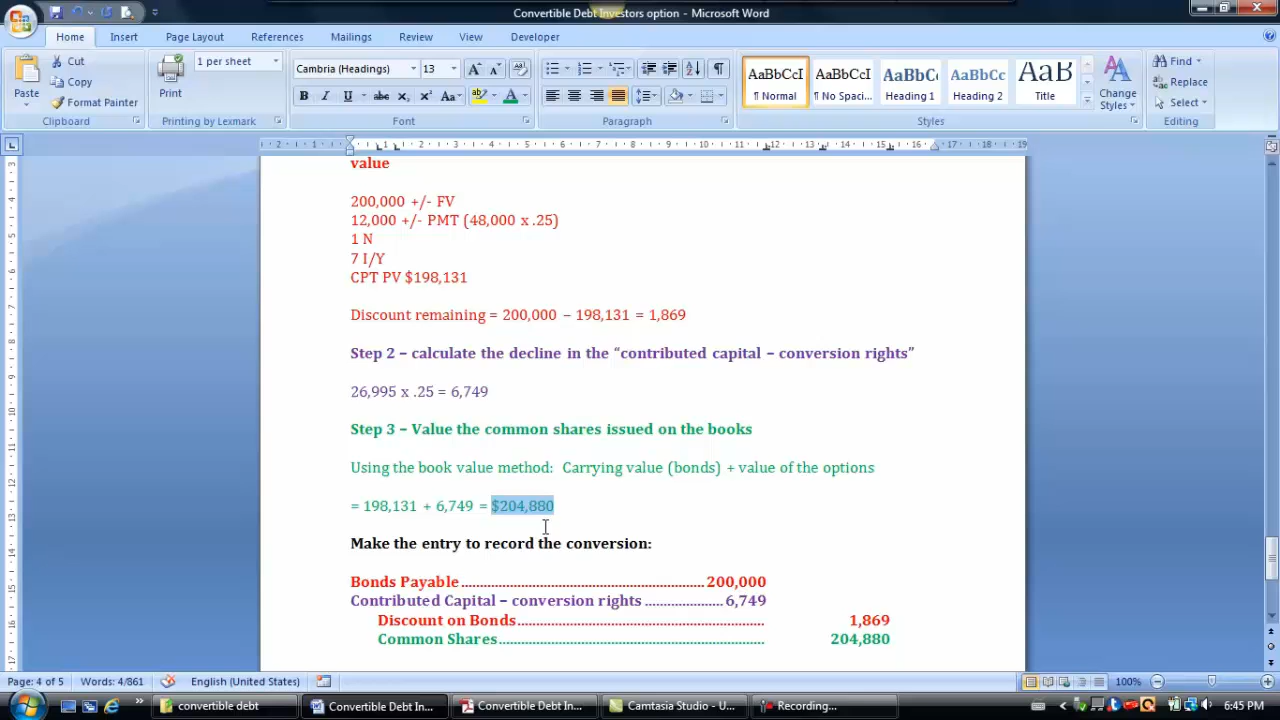 Convertible Debt Investors option - Microsoft Word
Home Insert Page Layout References Mailings Review View Developer
Paste
Cut
Copy
Format Painter
Clipboard
1 per sheet
Print
Printing by Lexmark
Cambria (Headings) 13
Font
Paragraph
AaBbCcI AaBbCcI AaBbCc AaBbCc AaB
¶ Normal ¶ No Spaci... Heading 1 Heading 2 Title
Change Styles
Styles
Find
Replace
Select
Editing
value
200,000 +/- FV
12,000 +/- PMT (48,000 x .25)
1 N
7 I/Y
CPT PV $198,131
Discount remaining = 200,000 – 198,131 = 1,869
Step 2 – calculate the decline in the “contributed capital – conversion rights”
26,995 x .25 = 6,749
Step 3 – Value the common shares issued on the books
Using the book value method: Carrying value (bonds) + value of the options
= 198,131 + 6,749 = $204,880
Make the entry to record the conversion:
Bonds Payable 200,000
Contributed Capital – conversion rights 6,749
Discount on Bonds 1,869
Common Shares 204,880
Page: 4 of 5 Words: 4/861 English (United States) 100%
convertible debt Convertible Debt In... Convertible Debt In... Camtasia Studio - U... Recording... 6:45 PM